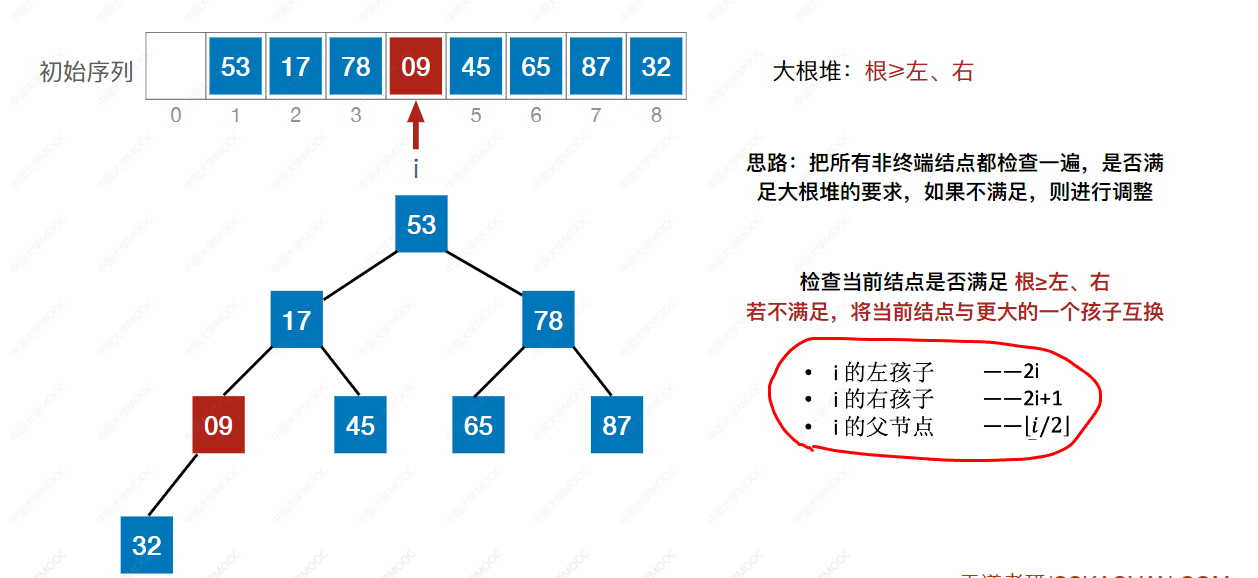 初始序列 53 17 78 09 45 65 87 32
0 1 2 3 5 6 7 8
i
大根堆：根≥左、右
思路：把所有非终端结点都检查一遍，是否满
足大根堆的要求，如果不满足，则进行调整
53
17 78
检查当前结点是否满足 根≥左、右
若不满足，将当前结点与更大的一个孩子互换
• i 的左孩子 ——2i
• i 的右孩子 ——2i+1
• i 的父节点 ——⌊i/2⌋
09 45 65 87
32